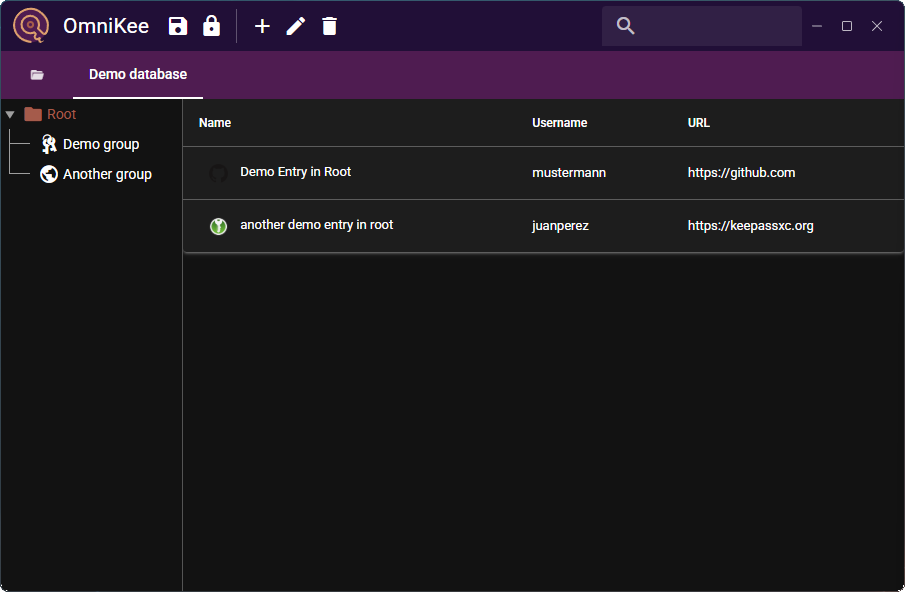 OmniKee
Demo database
Root
Demo group
Another group
Name Username URL
Demo Entry in Root mustermann https://github.com
another demo entry in root juanperez https://keepassxc.org